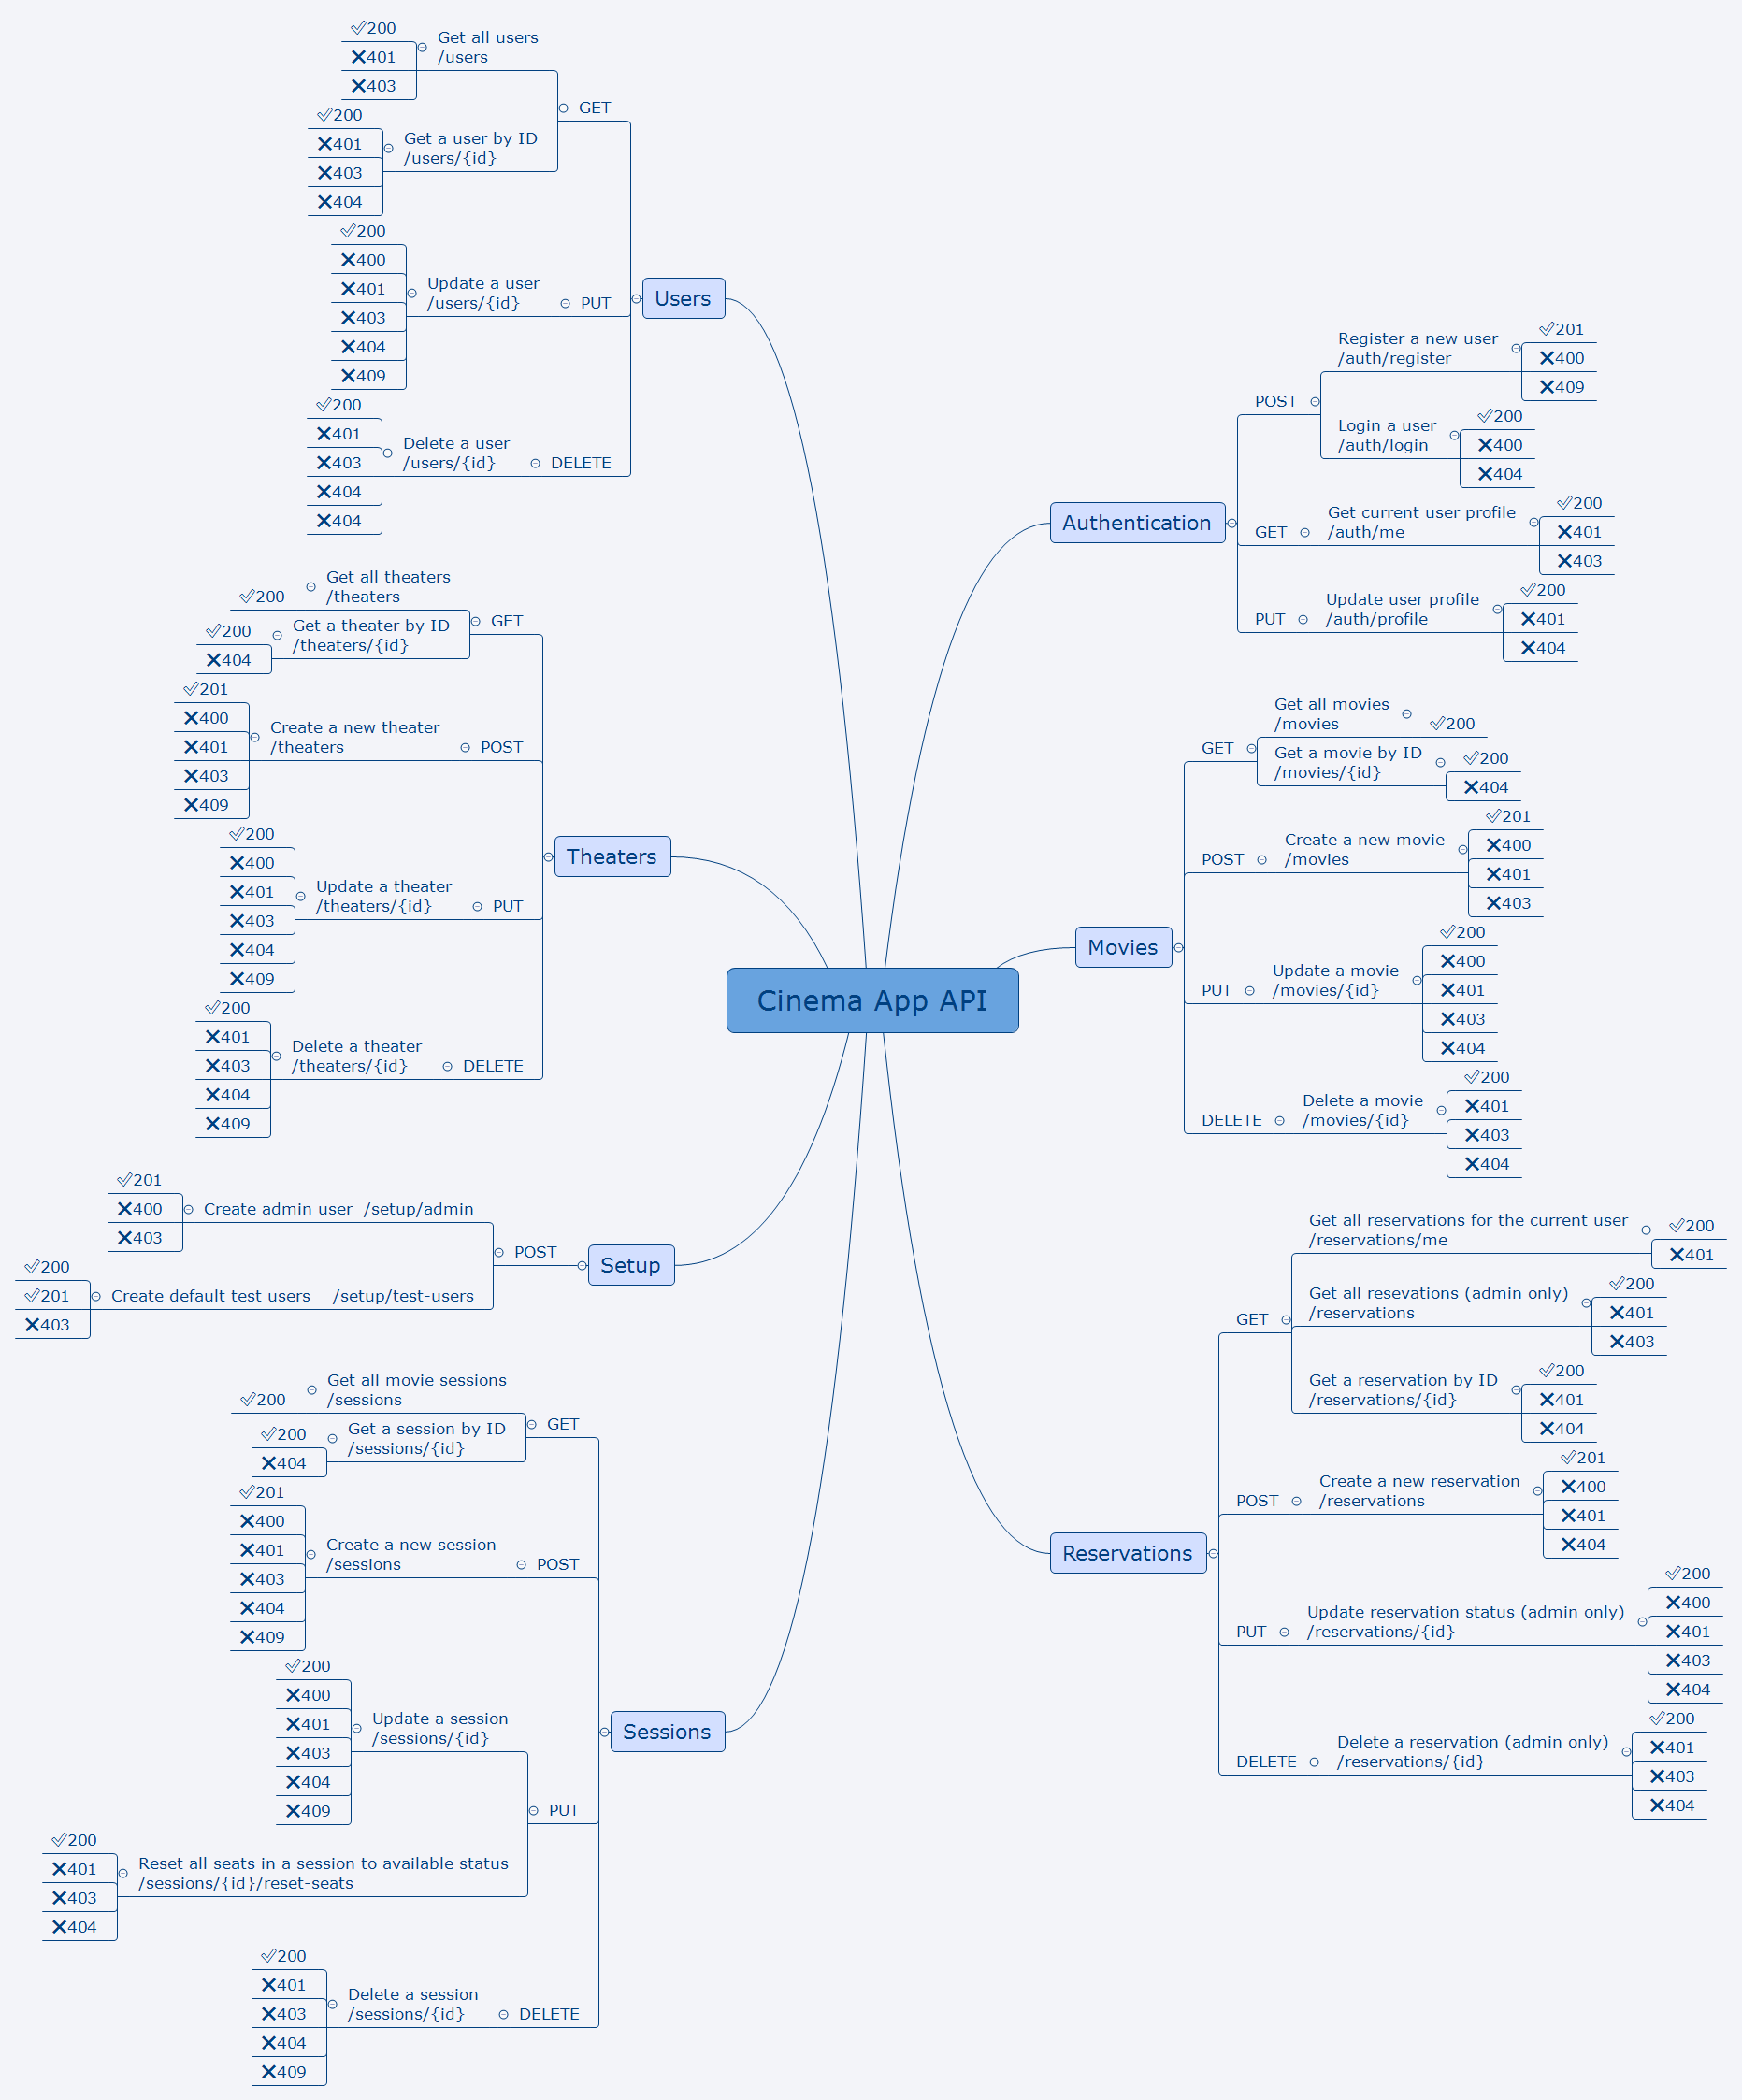 Cinema App API
Users
GET
Get all users
/users
✓200
✕401
✕403
Get a user by ID
/users/{id}
✓200
✕401
✕403
✕404
PUT
Update a user
/users/{id}
✓200
✕400
✕401
✕403
✕404
✕409
DELETE
Delete a user
/users/{id}
✓200
✕401
✕403
✕404
✕404
Theaters
GET
Get all theaters
/theaters
✓200
Get a theater by ID
/theaters/{id}
✓200
✕404
POST
Create a new theater
/theaters
✓201
✕400
✕401
✕403
✕409
PUT
Update a theater
/theaters/{id}
✓200
✕400
✕401
✕403
✕404
✕409
DELETE
Delete a theater
/theaters/{id}
✓200
✕401
✕403
✕404
✕409
Setup
POST
Create admin user /setup/admin
✓201
✕400
✕403
Create default test users /setup/test-users
✓200
✓201
✕403
Sessions
GET
Get all movie sessions
/sessions
✓200
Get a session by ID
/sessions/{id}
✓200
✕404
POST
Create a new session
/sessions
✓201
✕400
✕401
✕403
✕404
✕409
PUT
Update a session
/sessions/{id}
✓200
✕400
✕401
✕403
✕404
✕409
Reset all seats in a session to available status
/sessions/{id}/reset-seats
✓200
✕401
✕403
✕404
DELETE
Delete a session
/sessions/{id}
✓200
✕401
✕403
✕404
✕409
Authentication
POST
Register a new user
/auth/register
✓201
✕400
✕409
Login a user
/auth/login
✓200
✕400
✕404
GET
Get current user profile
/auth/me
✓200
✕401
✕403
PUT
Update user profile
/auth/profile
✓200
✕401
✕404
Movies
GET
Get all movies
/movies
✓200
Get a movie by ID
/movies/{id}
✓200
✕404
POST
Create a new movie
/movies
✓201
✕400
✕401
✕403
PUT
Update a movie
/movies/{id}
✓200
✕400
✕401
✕403
✕404
DELETE
Delete a movie
/movies/{id}
✓200
✕401
✕403
✕404
Reservations
GET
Get all reservations for the current user
/reservations/me
✓200
✕401
Get all resevations (admin only)
/reservations
✓200
✕401
✕403
Get a reservation by ID
/reservations/{id}
✓200
✕401
✕404
POST
Create a new reservation
/reservations
✓201
✕400
✕401
✕404
PUT
Update reservation status (admin only)
/reservations/{id}
✓200
✕400
✕401
✕403
✕404
DELETE
Delete a reservation (admin only)
/reservations/{id}
✓200
✕401
✕403
✕404